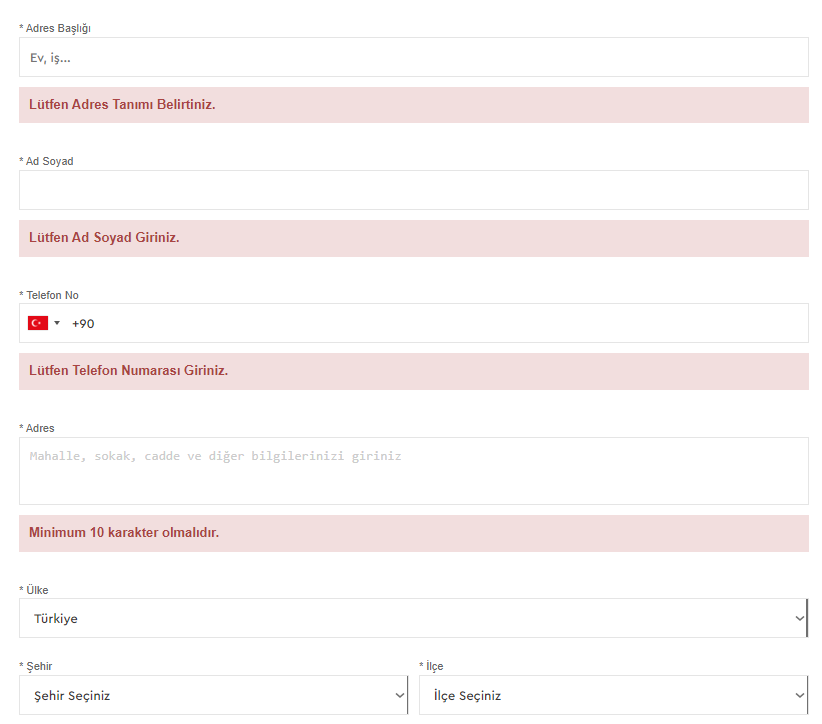 * Adres Başlığı
Ev, iş...
Lütfen Adres Tanımı Belirtiniz.
* Ad Soyad
Lütfen Ad Soyad Giriniz.
* Telefon No
+90
Lütfen Telefon Numarası Giriniz.
* Adres
Mahalle, sokak, cadde ve diğer bilgilerinizi giriniz
Minimum 10 karakter olmalıdır.
* Ülke
Türkiye
* Şehir
Şehir Seçiniz
* İlçe
İlçe Seçiniz